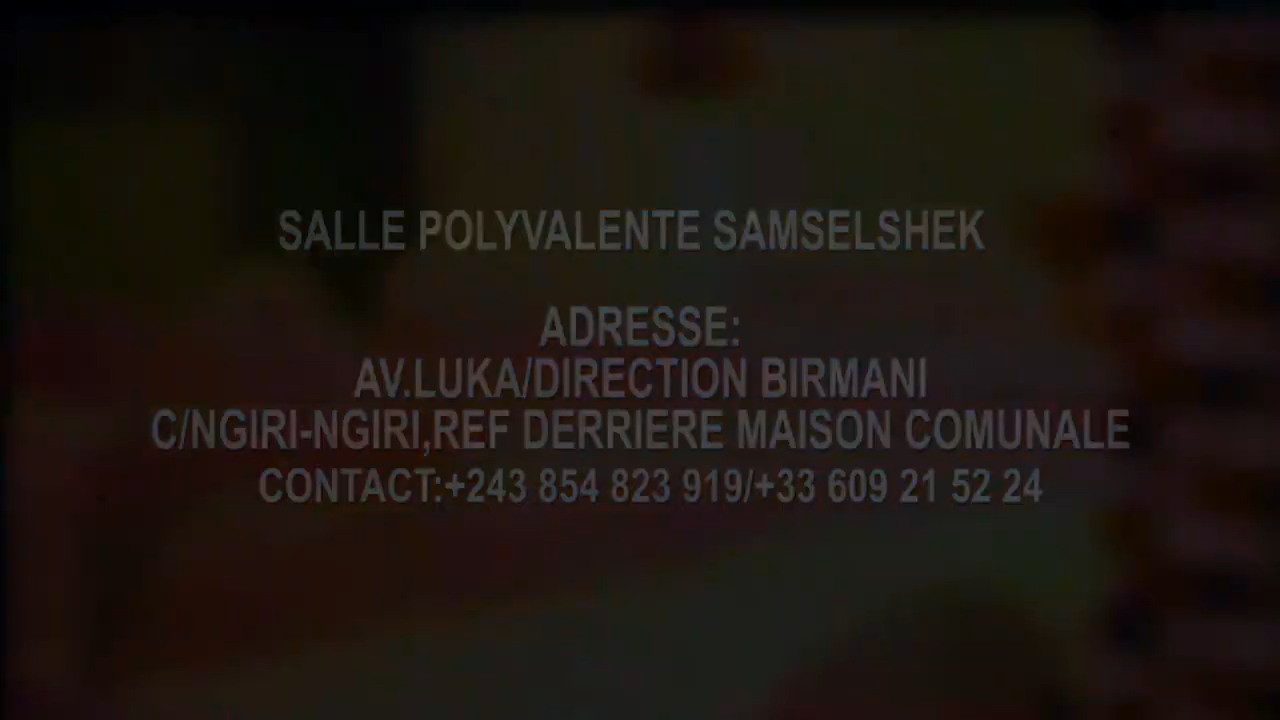 SALLE POLYVALENTE SAMSELSHEK
ADRESSE:
AV.LUKA/DIRECTION BIRMANI
C/NGIRI-NGIRI,REF DERRIERE MAISON COMUNALE
CONTACT:+243 854 823 919/+33 609 21 52 24